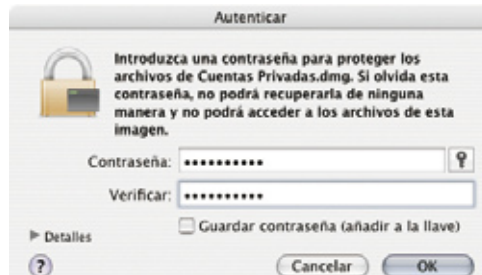 Autenticar
Introduzca una contraseña para proteger los
archivos de Cuentas Privadas.dmg. Si olvida esta
contraseña, no podrá recuperarla de ninguna
manera y no podrá acceder a los archivos de esta
imagen.
Contraseña: ••••••••••
Verificar: ••••••••••
Guardar contraseña (añadir a la llave)
Detalles
? Cancelar OK